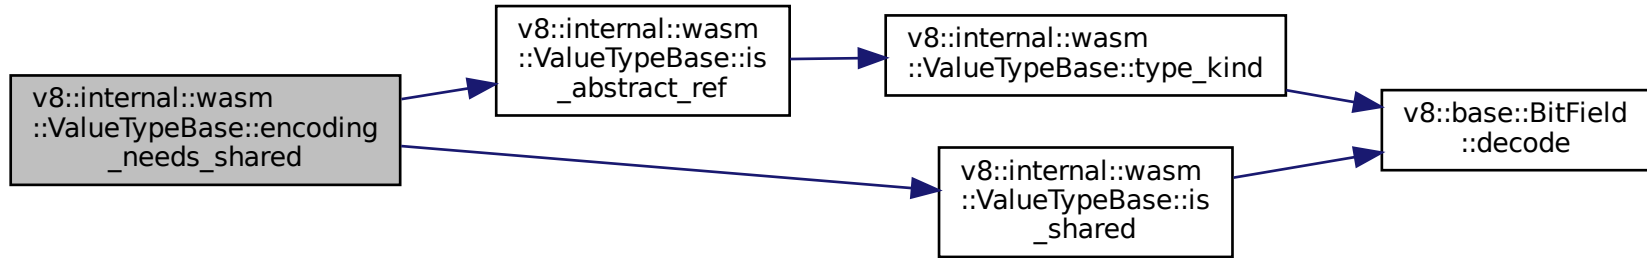 v8::internal::wasm
::ValueTypeBase::encoding
_needs_shared
v8::internal::wasm
::ValueTypeBase::is
_abstract_ref
v8::internal::wasm
::ValueTypeBase::type_kind
v8::base::BitField
::decode
v8::internal::wasm
::ValueTypeBase::is
_shared